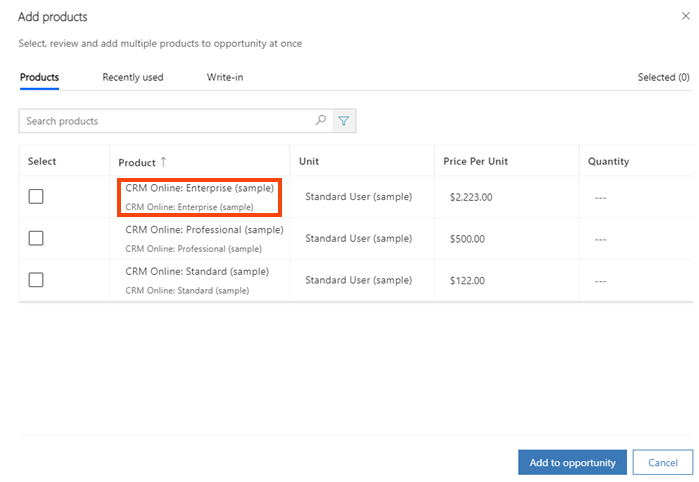 Add products
Select, review and add multiple products to opportunity at once
Products Recently used Write-in Selected (0)
Search products
Select Product Unit Price Per Unit Quantity
CRM Online: Enterprise (sample)
CRM Online: Enterprise (sample)
Standard User (sample) $2,223.00 ---
CRM Online: Professional (sample)
CRM Online: Professional (sample)
Standard User (sample) $500.00 ---
CRM Online: Standard (sample)
CRM Online: Standard (sample)
Standard User (sample) $122.00 ---
Add to opportunity Cancel